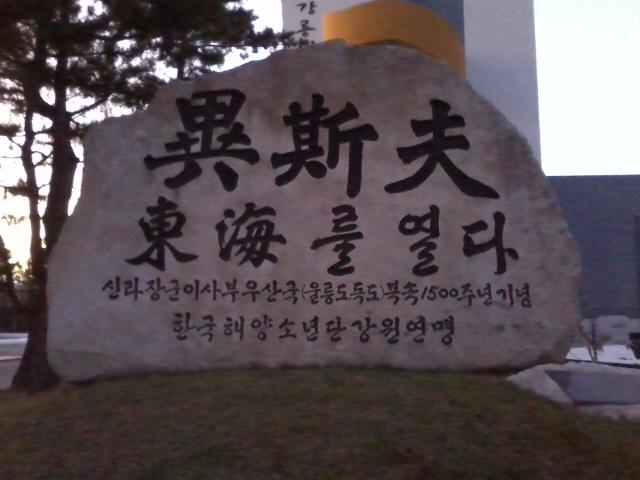 강릉
異斯夫
東海를 열다
신라장군이사부우산국(울릉도독도)복속1500주년기념
한국해양소년단강원연맹